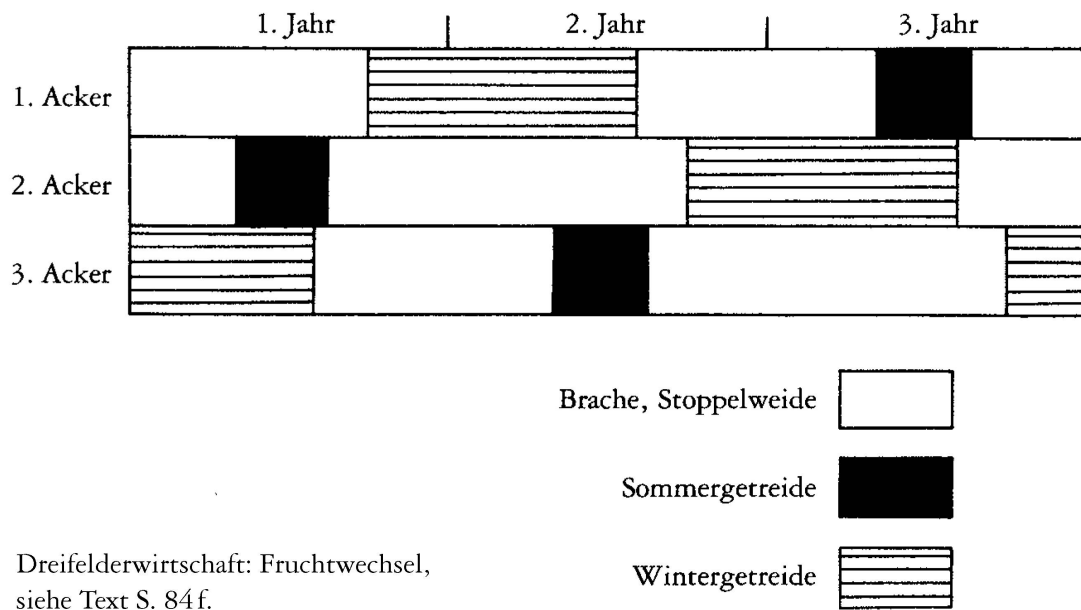 1. Jahr 2. Jahr 3. Jahr
1. Acker
2. Acker
3. Acker
Brache, Stoppelweide
Sommergetreide
Wintergetreide
Dreifelderwirtschaft: Fruchtwechsel,
siehe Text S. 84f.